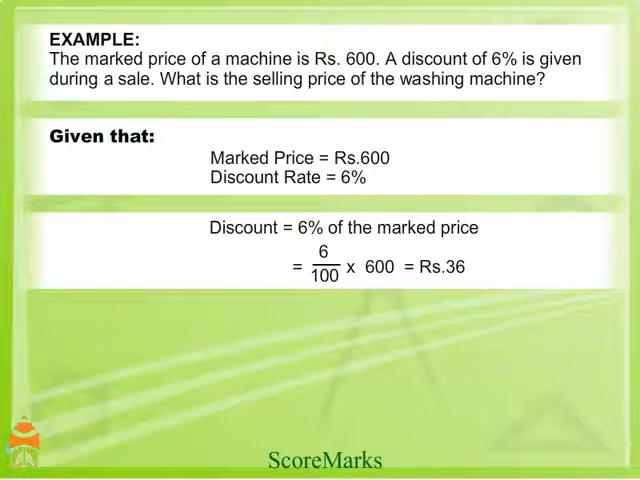 EXAMPLE:
The marked price of a machine is Rs. 600. A discount of 6% is given
during a sale. What is the selling price of the washing machine?
Given that:
Marked Price = Rs.600
Discount Rate = 6%
Discount = 6% of the marked price
= 6/100 x 600 = Rs.36
ScoreMarks